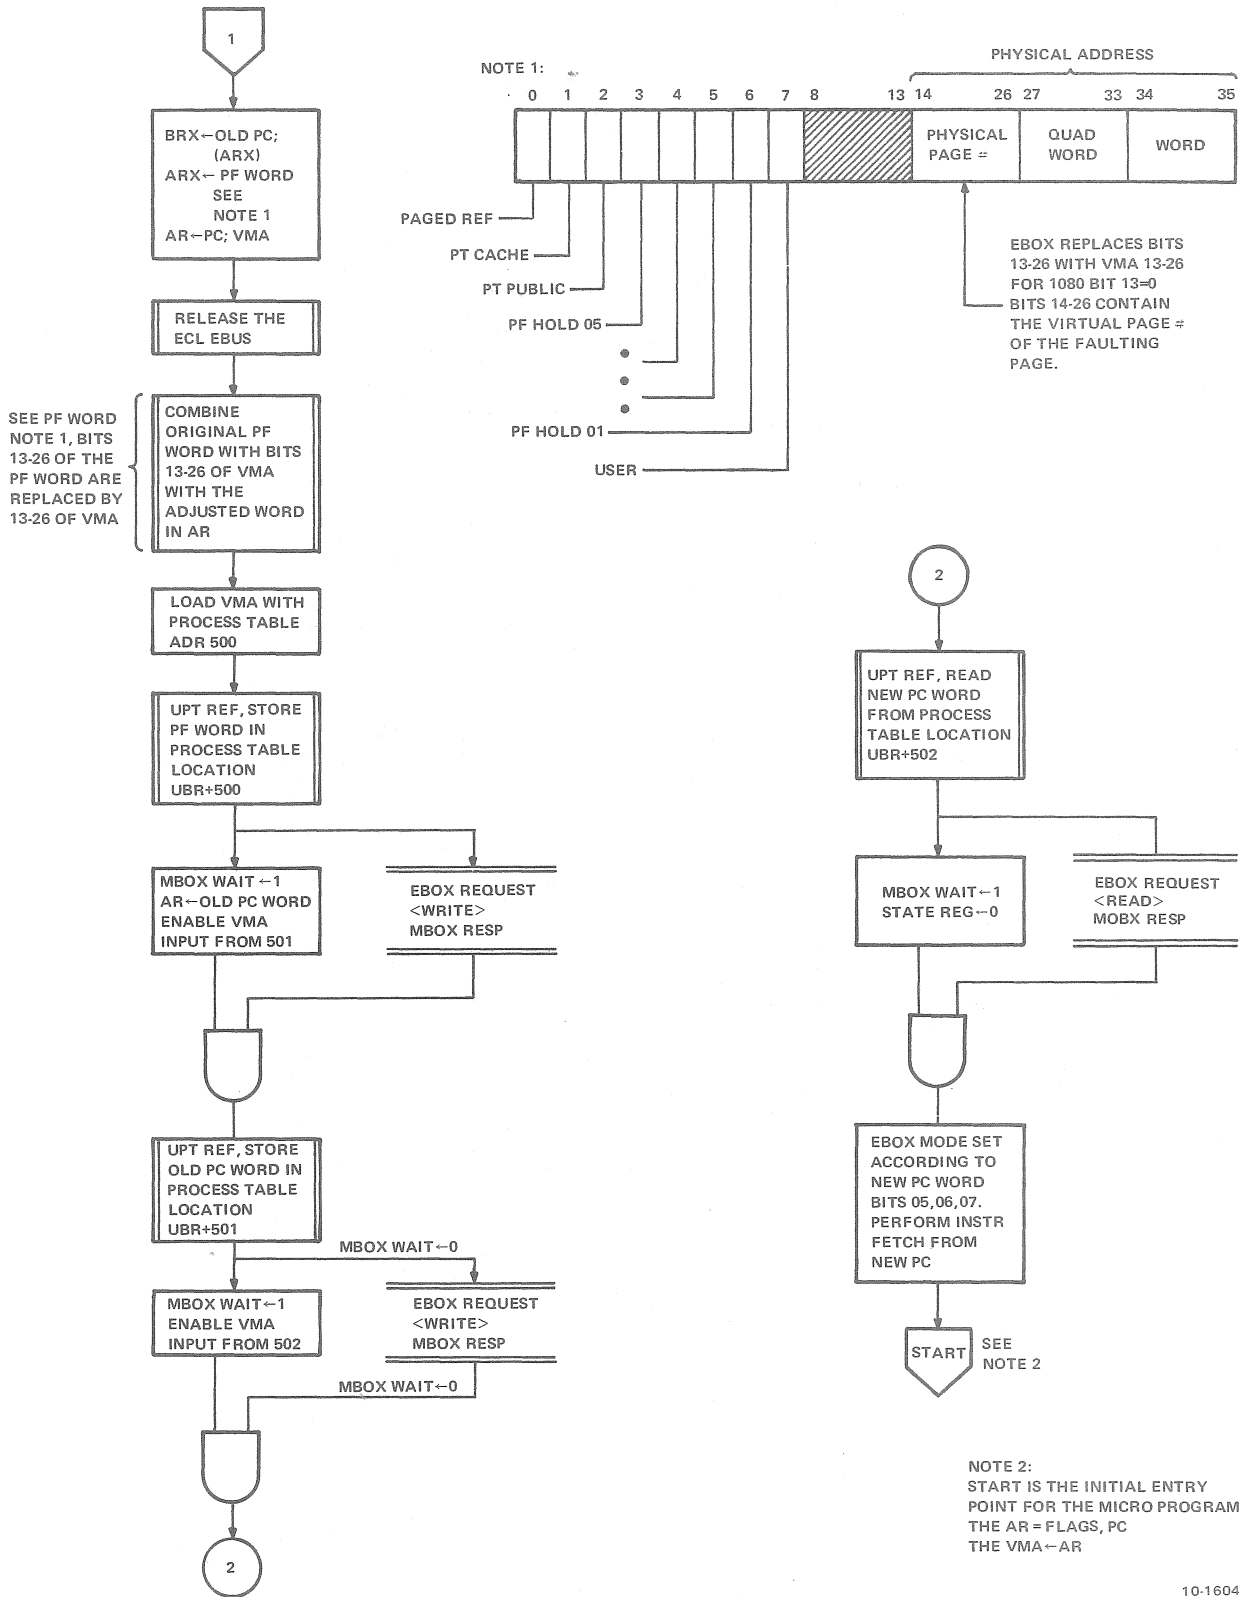 1
BRX←OLD PC;
(ARX)
ARX← PF WORD
SEE
NOTE 1
AR←PC; VMA
RELEASE THE
ECL EBUS
SEE PF WORD
NOTE 1, BITS
13-26 OF THE
PF WORD ARE
REPLACED BY
13-26 OF VMA
COMBINE
ORIGINAL PF
WORD WITH BITS
13-26 OF VMA
WITH THE
ADJUSTED WORD
IN AR
LOAD VMA WITH
PROCESS TABLE
ADR 500
UPT REF, STORE
PF WORD IN
PROCESS TABLE
LOCATION
UBR+500
MBOX WAIT ←1
AR←OLD PC WORD
ENABLE VMA
INPUT FROM 501
EBOX REQUEST
<WRITE>
MBOX RESP
UPT REF, STORE
OLD PC WORD IN
PROCESS TABLE
LOCATION
UBR+501
MBOX WAIT←0
MBOX WAIT←1
ENABLE VMA
INPUT FROM 502
EBOX REQUEST
<WRITE>
MBOX RESP
MBOX WAIT←0
2
NOTE 1:
PHYSICAL ADDRESS
0 1 2 3 4 5 6 7 8 13 14 26 27 33 34 35
PHYSICAL
PAGE #
QUAD
WORD
WORD
PAGED REF
PT CACHE
PT PUBLIC
PF HOLD 05
PF HOLD 01
USER
EBOX REPLACES BITS
13-26 WITH VMA 13-26
FOR 1080 BIT 13=0
BITS 14-26 CONTAIN
THE VIRTUAL PAGE #
OF THE FAULTING
PAGE.
2
UPT REF, READ
NEW PC WORD
FROM PROCESS
TABLE LOCATION
UBR+502
MBOX WAIT←1
STATE REG←0
EBOX REQUEST
<READ>
MOBX RESP
EBOX MODE SET
ACCORDING TO
NEW PC WORD
BITS 05,06,07.
PERFORM INSTR
FETCH FROM
NEW PC
START
SEE
NOTE 2
NOTE 2:
START IS THE INITIAL ENTRY
POINT FOR THE MICRO PROGRAM
THE AR = FLAGS, PC
THE VMA←AR
10-1604